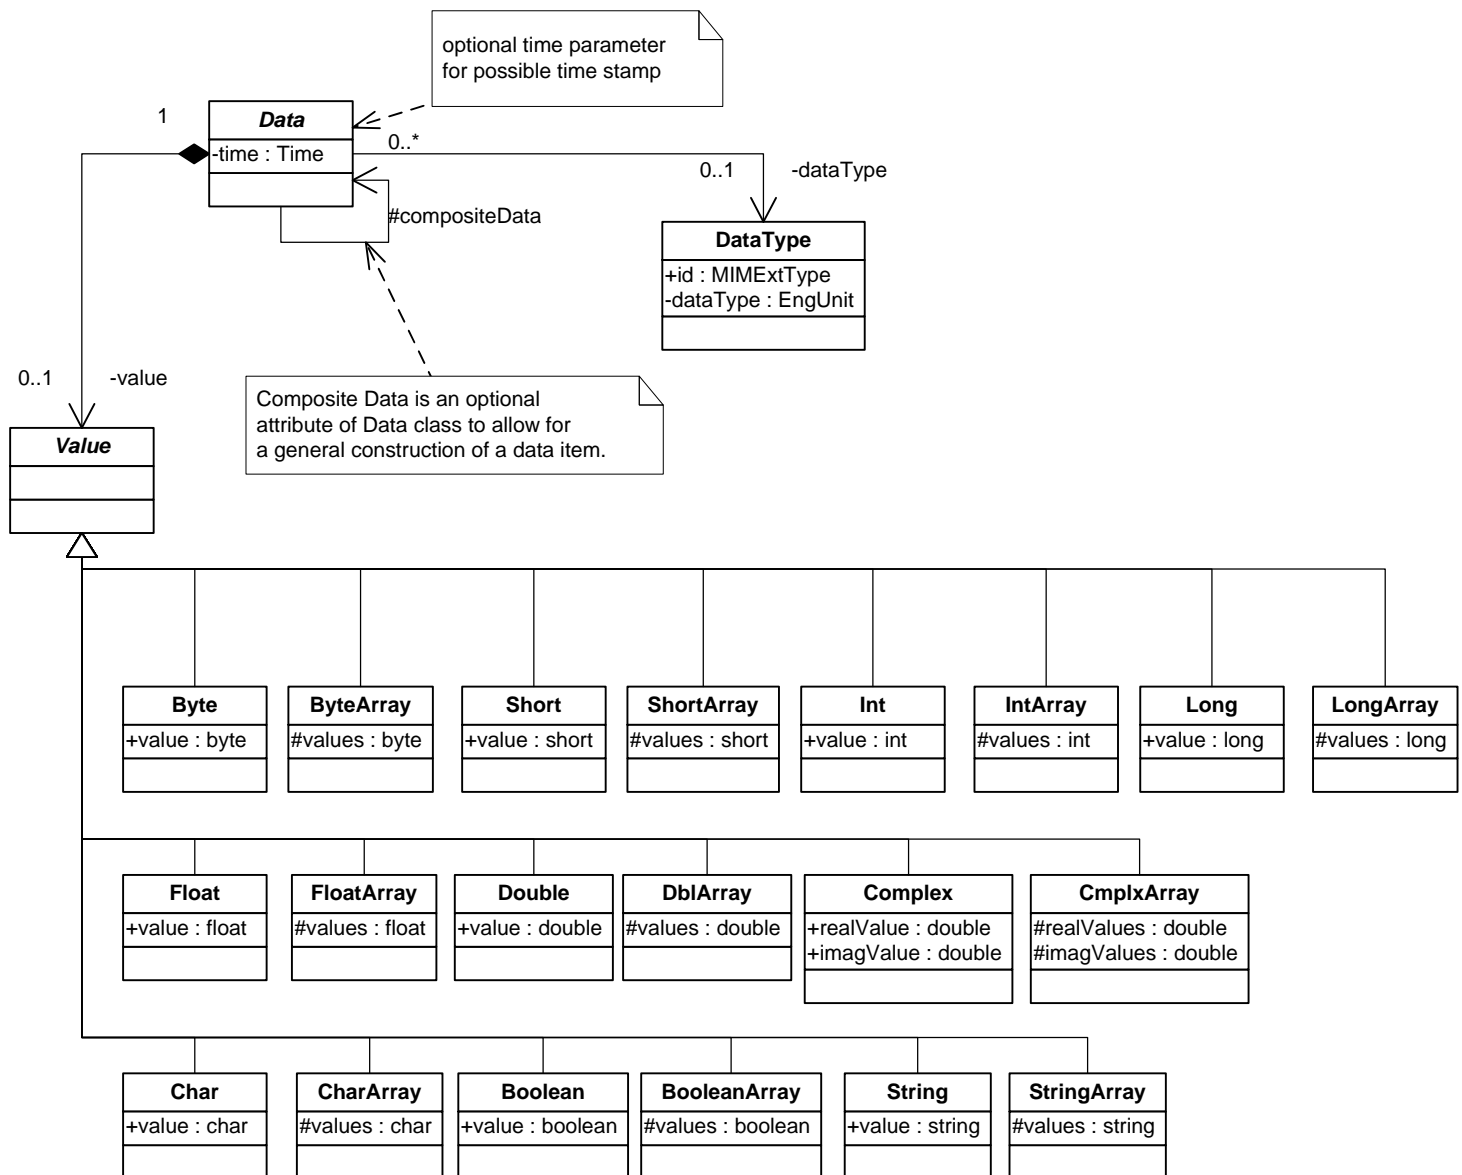 optional time parameter
for possible time stamp
1
Data
-time : Time
0..*
0..1
-dataType
#compositeData
DataType
+id : MIMExtType
-dataType : EngUnit
0..1
-value
Composite Data is an optional
attribute of Data class to allow for
a general construction of a data item.
Value
Byte
+value : byte
ByteArray
#values : byte
Short
+value : short
ShortArray
#values : short
Int
+value : int
IntArray
#values : int
Long
+value : long
LongArray
#values : long
Float
+value : float
FloatArray
#values : float
Double
+value : double
DblArray
#values : double
Complex
+realValue : double
+imagValue : double
CmplxArray
#realValues : double
#imagValues : double
Char
+value : char
CharArray
#values : char
Boolean
+value : boolean
BooleanArray
#values : boolean
String
+value : string
StringArray
#values : string